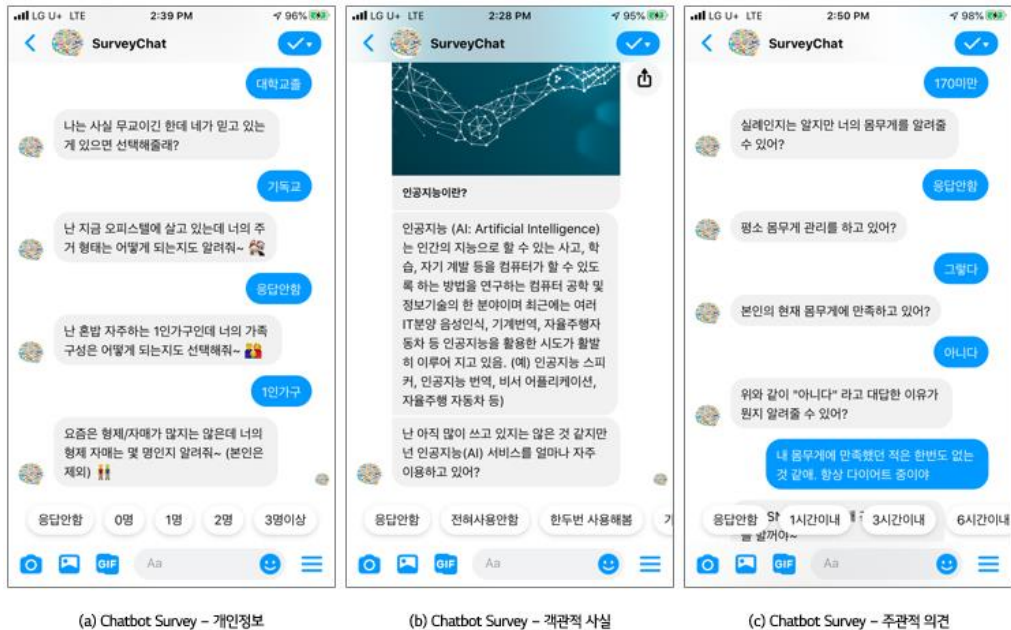 LG U+ LTE 2:39 PM 96%
SurveyChat
대학교졸
나는 사실 무교이긴 한데 네가 믿고 있는
게 있으면 선택해줄래?
기독교
난 지금 오피스텔에 살고 있는데 너의 주
거 형태는 어떻게 되는지도 알려줘~
응답안함
난 혼밥 자주하는 1인가구인데 너의 가족
구성은 어떻게 되는지도 선택해줘~
1인가구
요즘은 형제/자매가 많지는 않은데 너의
형제 자매는 몇 명인지 알려줘~ (본인은
제외)
응답안함 0명 1명 2명 3명이상
GIF Aa
(a) Chatbot Survey – 개인정보
LG U+ LTE 2:28 PM 95%
SurveyChat
인공지능이란?
인공지능 (AI: Artificial Intelligence)
는 인간의 지능으로 할 수 있는 사고, 학
습, 자기 계발 등을 컴퓨터가 할 수 있도
록 하는 방법을 연구하는 컴퓨터 공학 및
정보기술의 한 분야이며 최근에는 여러
IT분양 음성인식, 기계번역, 자율주행자
동차 등 인공지능을 활용한 시도가 활발
히 이루어 지고 있음. (예) 인공지능 스피
커, 인공지능 번역, 비서 어플리케이션,
자율주행 자동차 등)
난 아직 많이 쓰고 있지는 않은 것 같지만
넌 인공지능(AI) 서비스를 얼마나 자주
이용하고 있어?
응답안함 전혀사용안함 한두번 사용해봄
GIF Aa
(b) Chatbot Survey – 객관적 사실
LG U+ LTE 2:50 PM 98%
SurveyChat
170미만
실례인지는 알지만 너의 몸무게를 알려줄
수 있어?
응답안함
평소 몸무게 관리를 하고 있어?
그렇다
본인의 현재 몸무게에 만족하고 있어?
아니다
위와 같이 "아니다" 라고 대답한 이유가
뭔지 알려줄 수 있어?
내 몸무게에 만족했던 적은 한번도 없는
것 같애. 항상 다이어트 중이야
응답안함 1시간이내 3시간이내 6시간이내
GIF Aa
(c) Chatbot Survey – 주관적 의견